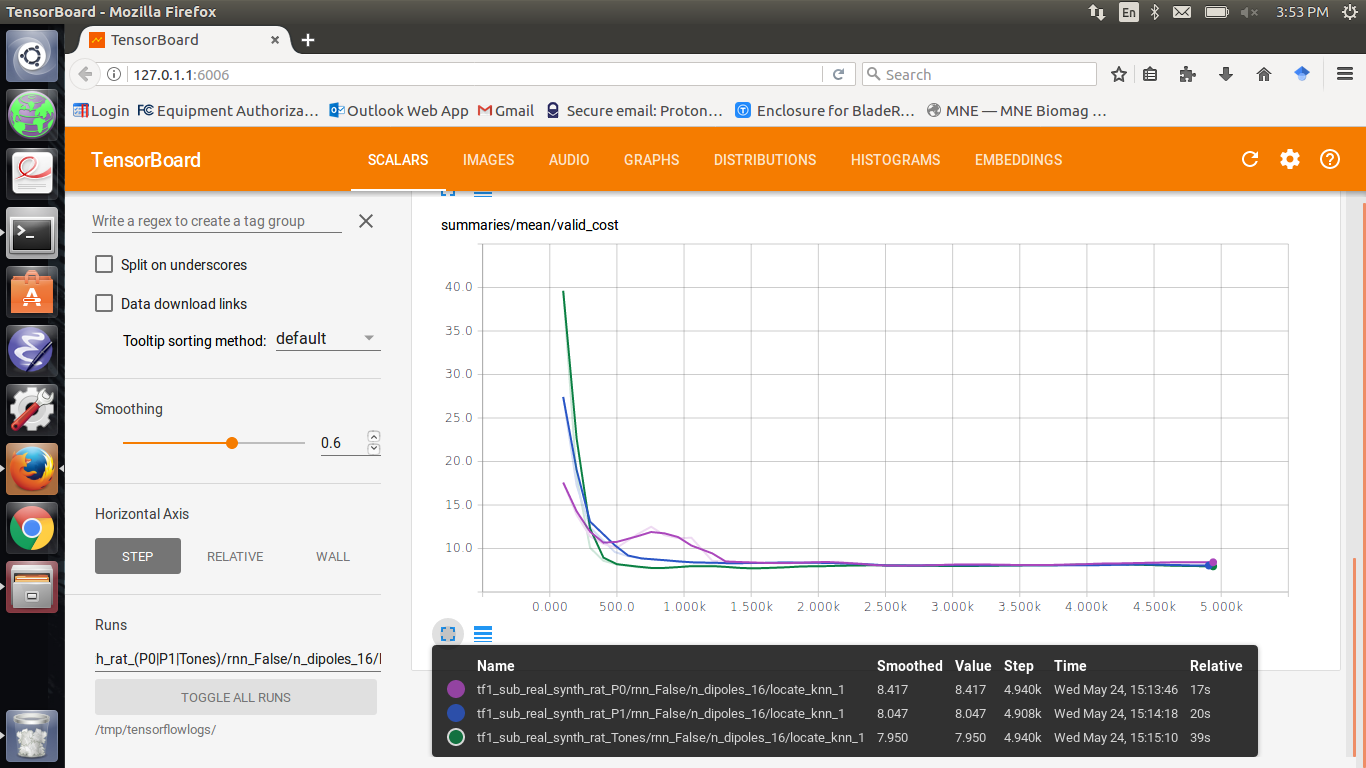 TensorBoard - Mozilla Firefox
En
3:53 PM
TensorBoard
127.0.1.1:6006
Search
Login
FC Equipment Authoriza...
Outlook Web App
Gmail
Secure email: Proton...
Enclosure for BladeR...
MNE — MNE Biomag ...
TensorBoard
SCALARS IMAGES AUDIO GRAPHS DISTRIBUTIONS HISTOGRAMS EMBEDDINGS
Write a regex to create a tag group
Split on underscores
Data download links
Tooltip sorting method: default
Smoothing
0.6
Horizontal Axis
STEP RELATIVE WALL
Runs
h_rat_(P0|P1|Tones)/rnn_False/n_dipoles_16/l
TOGGLE ALL RUNS
/tmp/tensorflowlogs/
summaries/mean/valid_cost
40.0
35.0
30.0
25.0
20.0
15.0
10.0
0.000 500.0 1.000k 1.500k 2.000k 2.500k 3.000k 3.500k 4.000k 4.500k 5.000k
Name Smoothed Value Step Time Relative
tf1_sub_real_synth_rat_P0/rnn_False/n_dipoles_16/locate_knn_1 8.417 8.417 4.940k Wed May 24, 15:13:46 17s
tf1_sub_real_synth_rat_P1/rnn_False/n_dipoles_16/locate_knn_1 8.047 8.047 4.908k Wed May 24, 15:14:18 20s
tf1_sub_real_synth_rat_Tones/rnn_False/n_dipoles_16/locate_knn_1 7.950 7.950 4.940k Wed May 24, 15:15:10 39s